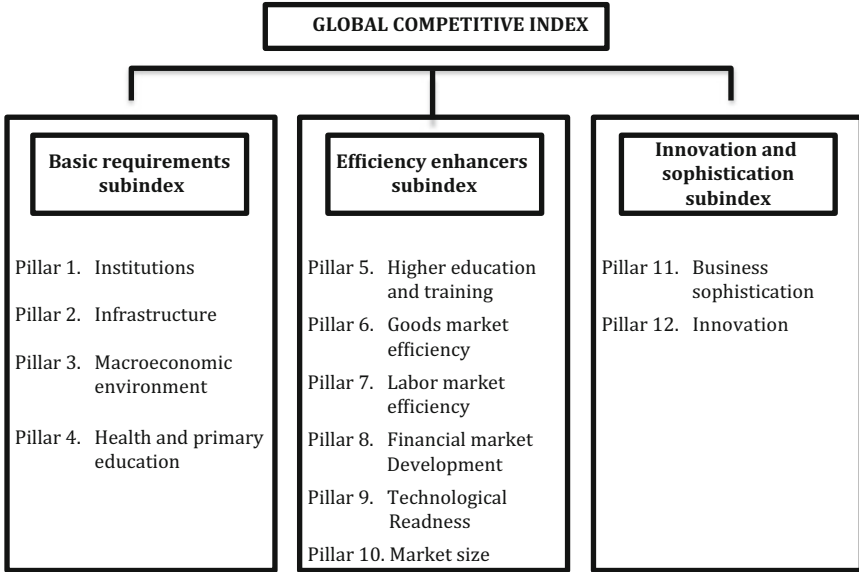 GLOBAL COMPETITIVE INDEX
Basic requirements
subindex
Pillar 1. Institutions
Pillar 2. Infrastructure
Pillar 3. Macroeconomic
environment
Pillar 4. Health and primary
education
Efficiency enhancers
subindex
Pillar 5. Higher education
and training
Pillar 6. Goods market
efficiency
Pillar 7. Labor market
efficiency
Pillar 8. Financial market
Development
Pillar 9. Technological
Readness
Pillar 10. Market size
Innovation and
sophistication
subindex
Pillar 11. Business
sophistication
Pillar 12. Innovation